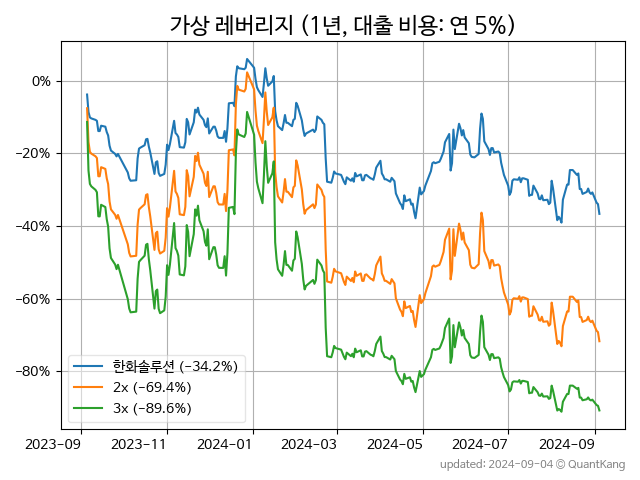 가상 레버리지 (1년, 대출 비용: 연 5%)
0%
−20%
−40%
−60%
−80%
한화솔루션 (−34.2%)
2x (−69.4%)
3x (−89.6%)
2023-09 2023-11 2024-01 2024-03 2024-05 2024-07 2024-09
updated: 2024-09-04 © QuantKang